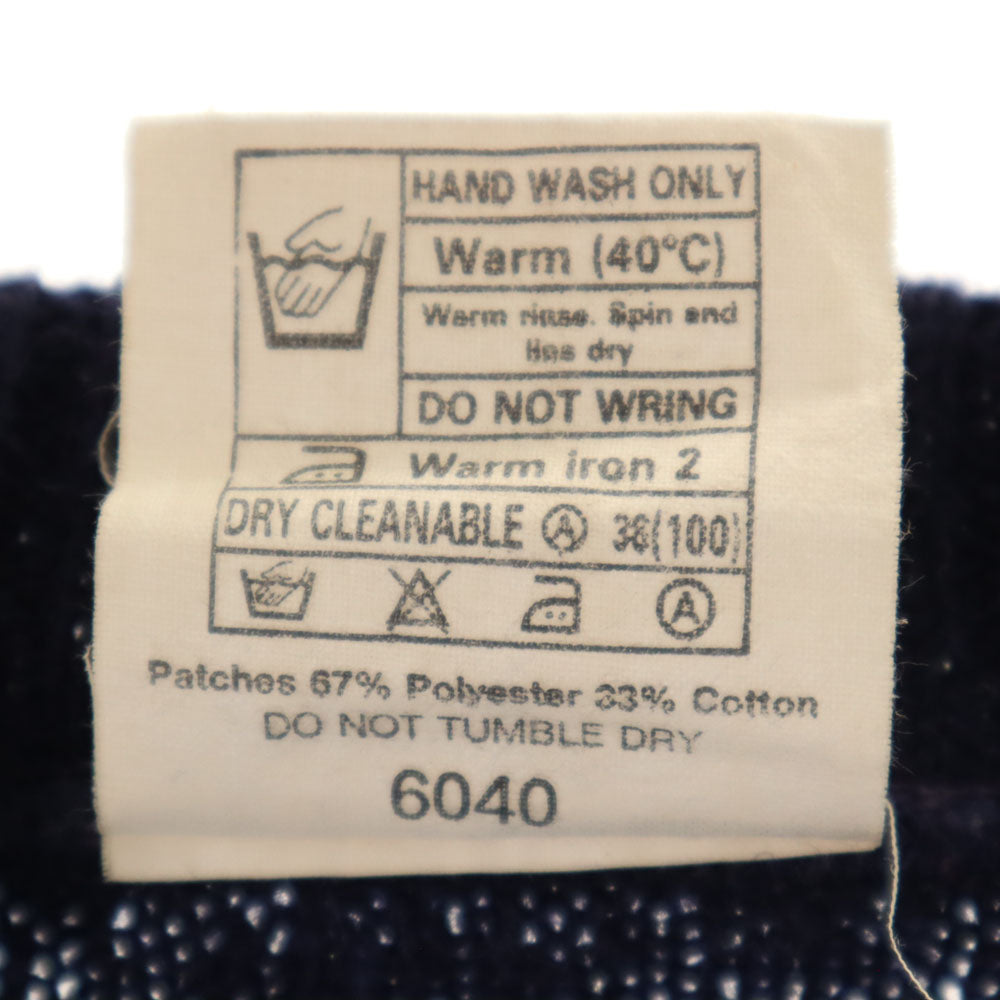 HAND WASH ONLY
Warm (40°C)
Warm rinse. Spin and
line dry
DO NOT WRING
Warm iron 2
DRY CLEANABLE Ⓐ 36(100)
Ⓐ
Patches 67% Polyester 33% Cotton
DO NOT TUMBLE DRY
6040